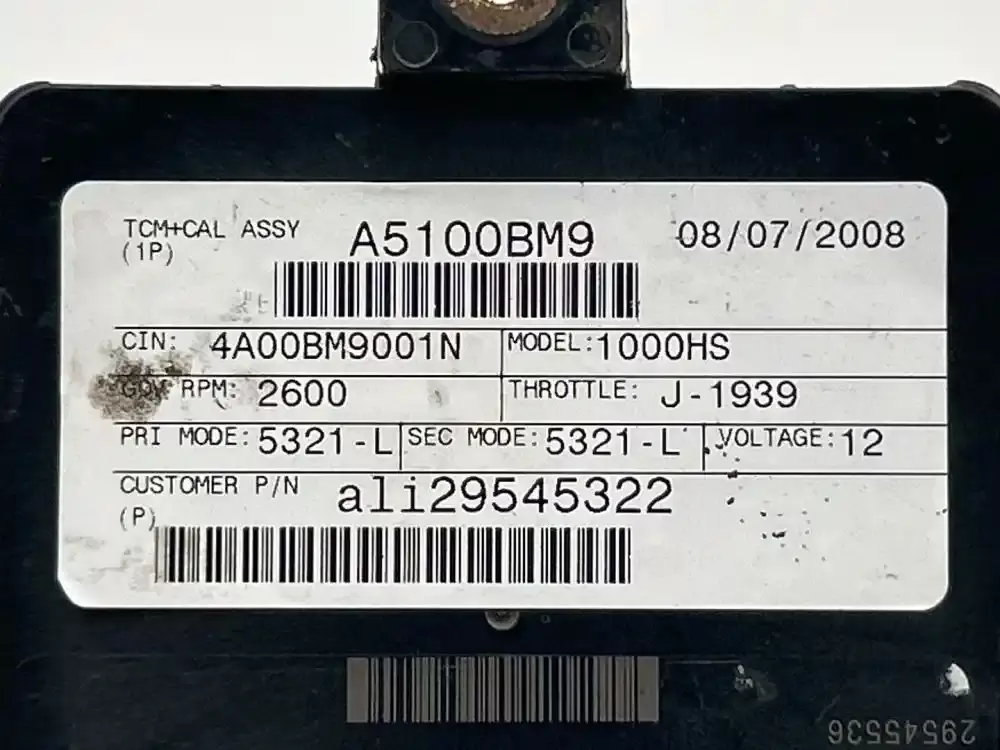 TCM+CAL ASSY A5100BM9 08/07/2008
(1P)
CIN: 4A00BM9001N MODEL: 1000HS
GOV RPM: 2600 THROTTLE: J-1939
PRI MODE: 5321-L SEC MODE: 5321-L VOLTAGE: 12
CUSTOMER P/N ali29545322
(P)
29545536